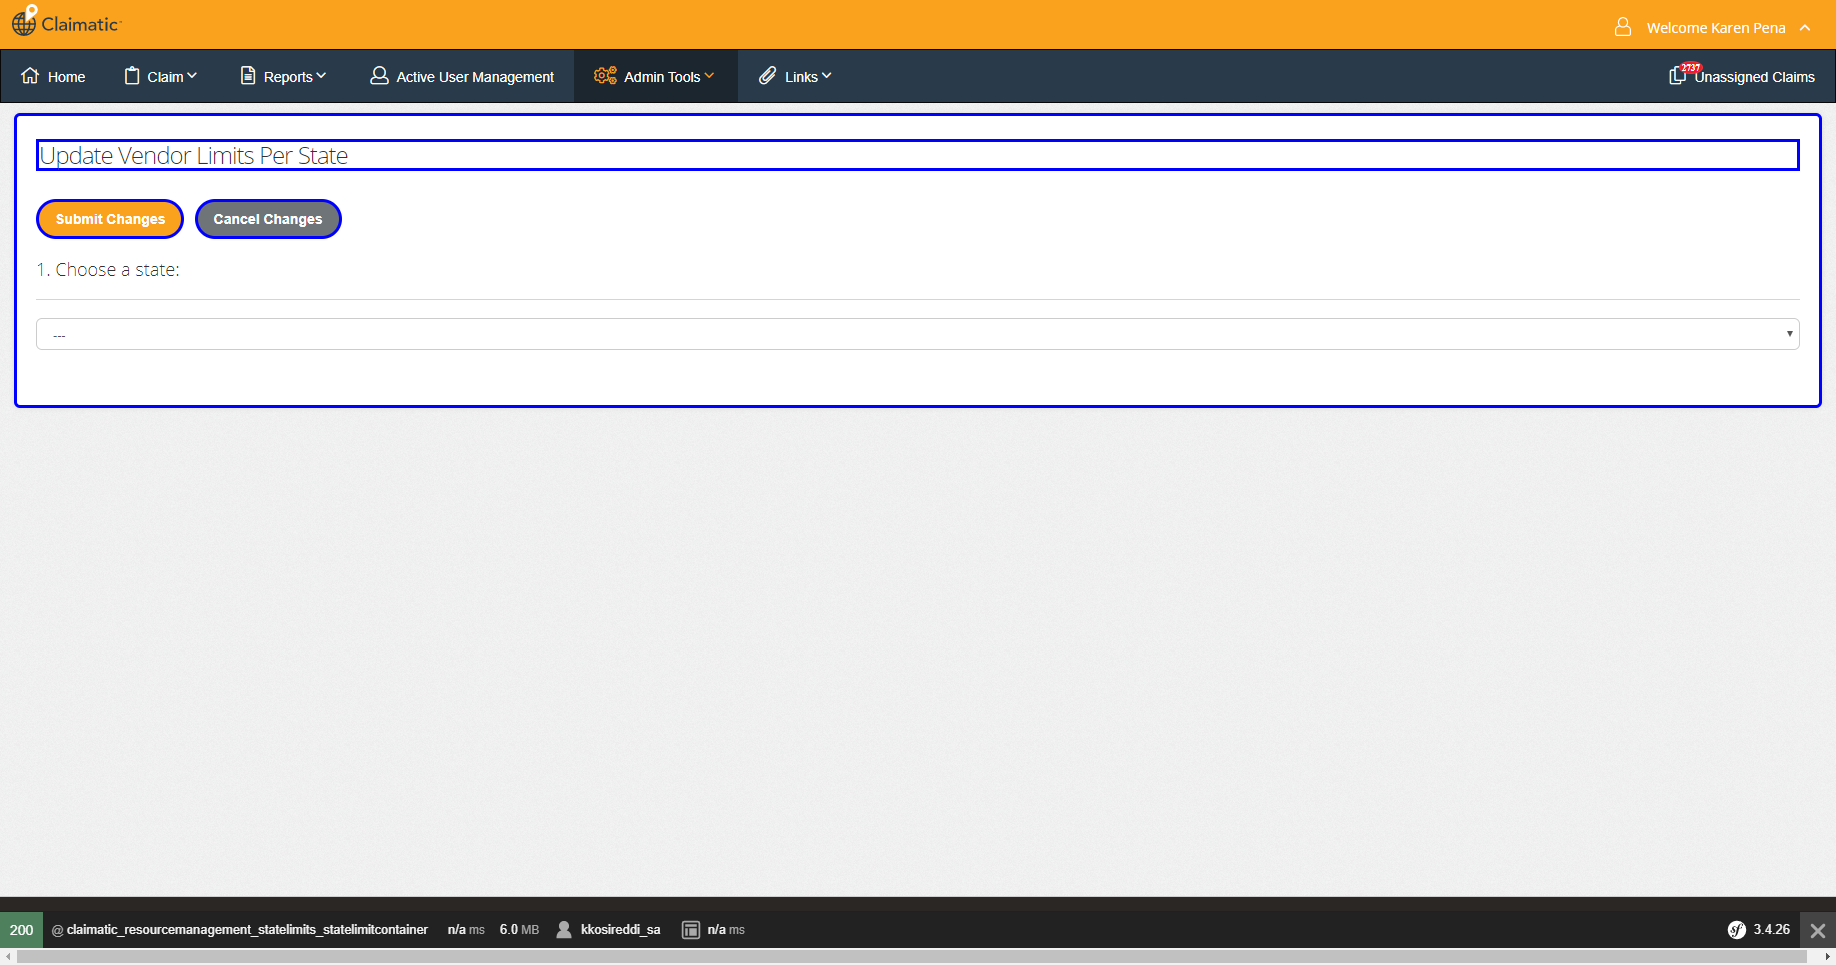 Claimatic
Welcome Karen Pena
Home
Claim
Reports
Active User Management
Admin Tools
Links
2737
Unassigned Claims
Update Vendor Limits Per State
Submit Changes
Cancel Changes
1. Choose a state:
---
200 @ claimatic_resourcemanagement_statelimits_statelimitcontainer n/a ms 6.0 MB kkosireddi_sa n/a ms sf 3.4.26